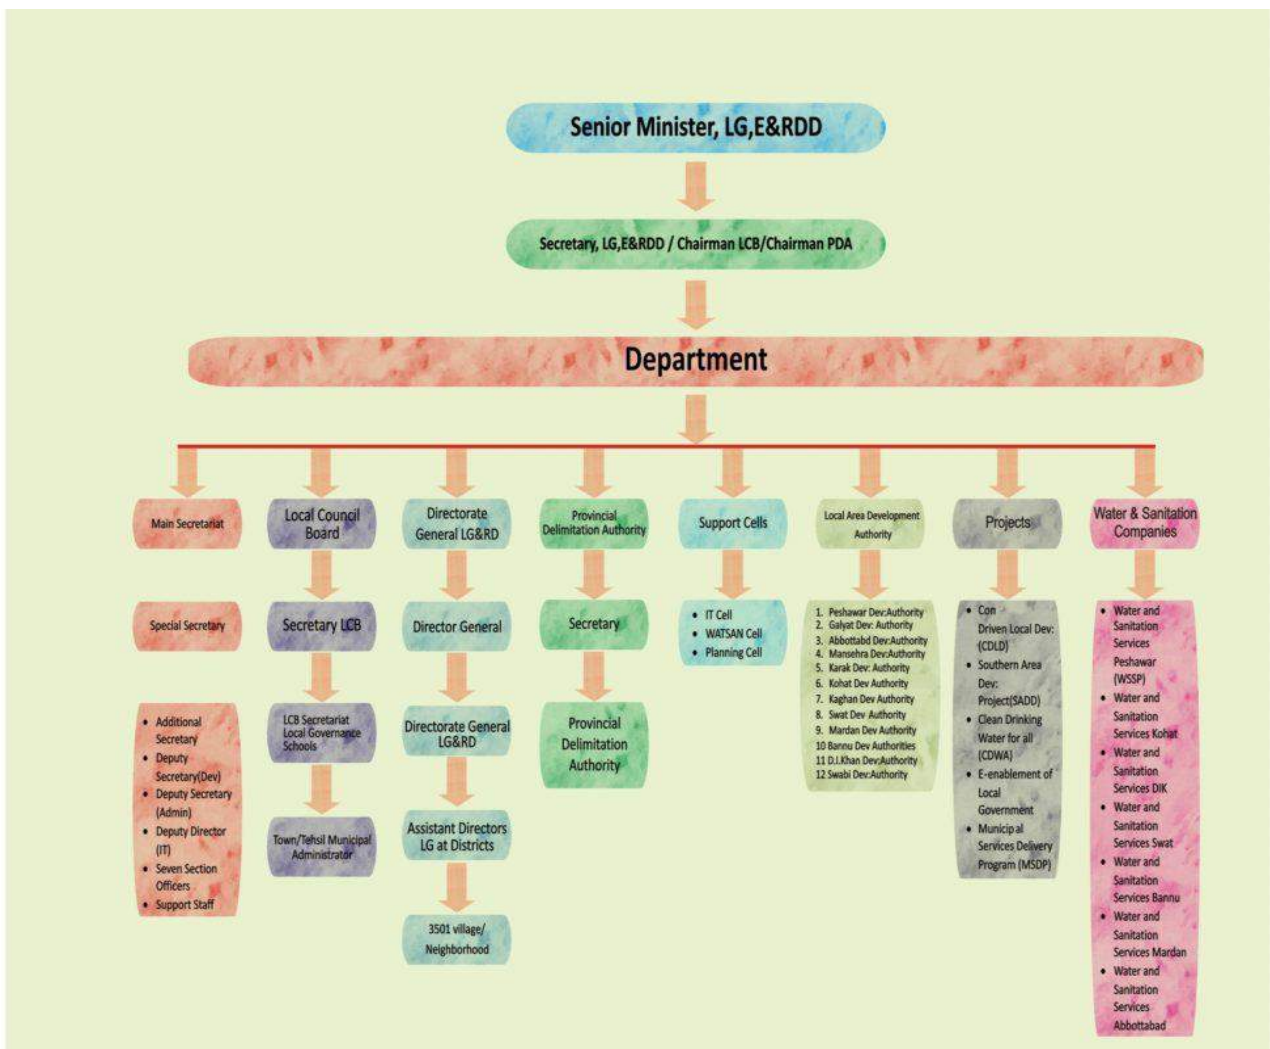 Senior Minister, LG,E&RDD
Secretary, LG,E&RDD / Chairman LCB/Chairman PDA
Department
Main Secretariat
Special Secretary
• Additional
Secretary
• Deputy
Secretary(Dev)
• Deputy Secretary
(Admin)
• Deputy Director
(IT)
• Seven Section
Officers
• Support Staff
Local Council
Board
Secretary LCB
LCB Secretariat
Local Governance
Schools
Town/Tehsil Municipal
Administrator
Directorate
General LG&RD
Director General
Directorate General
LG&RD
Assistant Directors
LG at Districts
3501 village/
Neighborhood
Provincial
Delimitation Authority
Secretary
Provincial
Delimitation
Authority
Support Cells
• IT Cell
• WATSAN Cell
• Planning Cell
Local Area Development
Authority
1. Peshawar Dev:Authority
2. Galyat Dev: Authority
3. Abbottabd Dev:Authority
4. Mansehra Dev:Authority
5. Karak Dev: Authority
6. Kohat Dev Authority
7. Kaghan Dev Authority
8. Swat Dev Authority
9. Mardan Dev Authority
10 Bannu Dev Authorities
11 D.I.Khan Dev:Authority
12 Swabi Dev:Authority
Projects
• Con
Driven Local Dev:
(CDLD)
• Southern Area
Dev:
Project(SADD)
• Clean Drinking
Water for all
(CDWA)
• E-enablement of
Local
Government
• Municipal
Services Delivery
Program (MSDP)
Water & Sanitation
Companies
• Water and
Sanitation
Services
Peshawar
(WSSP)
• Water and
Sanitation
Services Kohat
• Water and
Sanitation
Services DIK
• Water and
Sanitation
Services Swat
• Water and
Sanitation
Services Bannu
• Water and
Sanitation
Services Mardan
• Water and
Sanitation
Services
Abbottabad